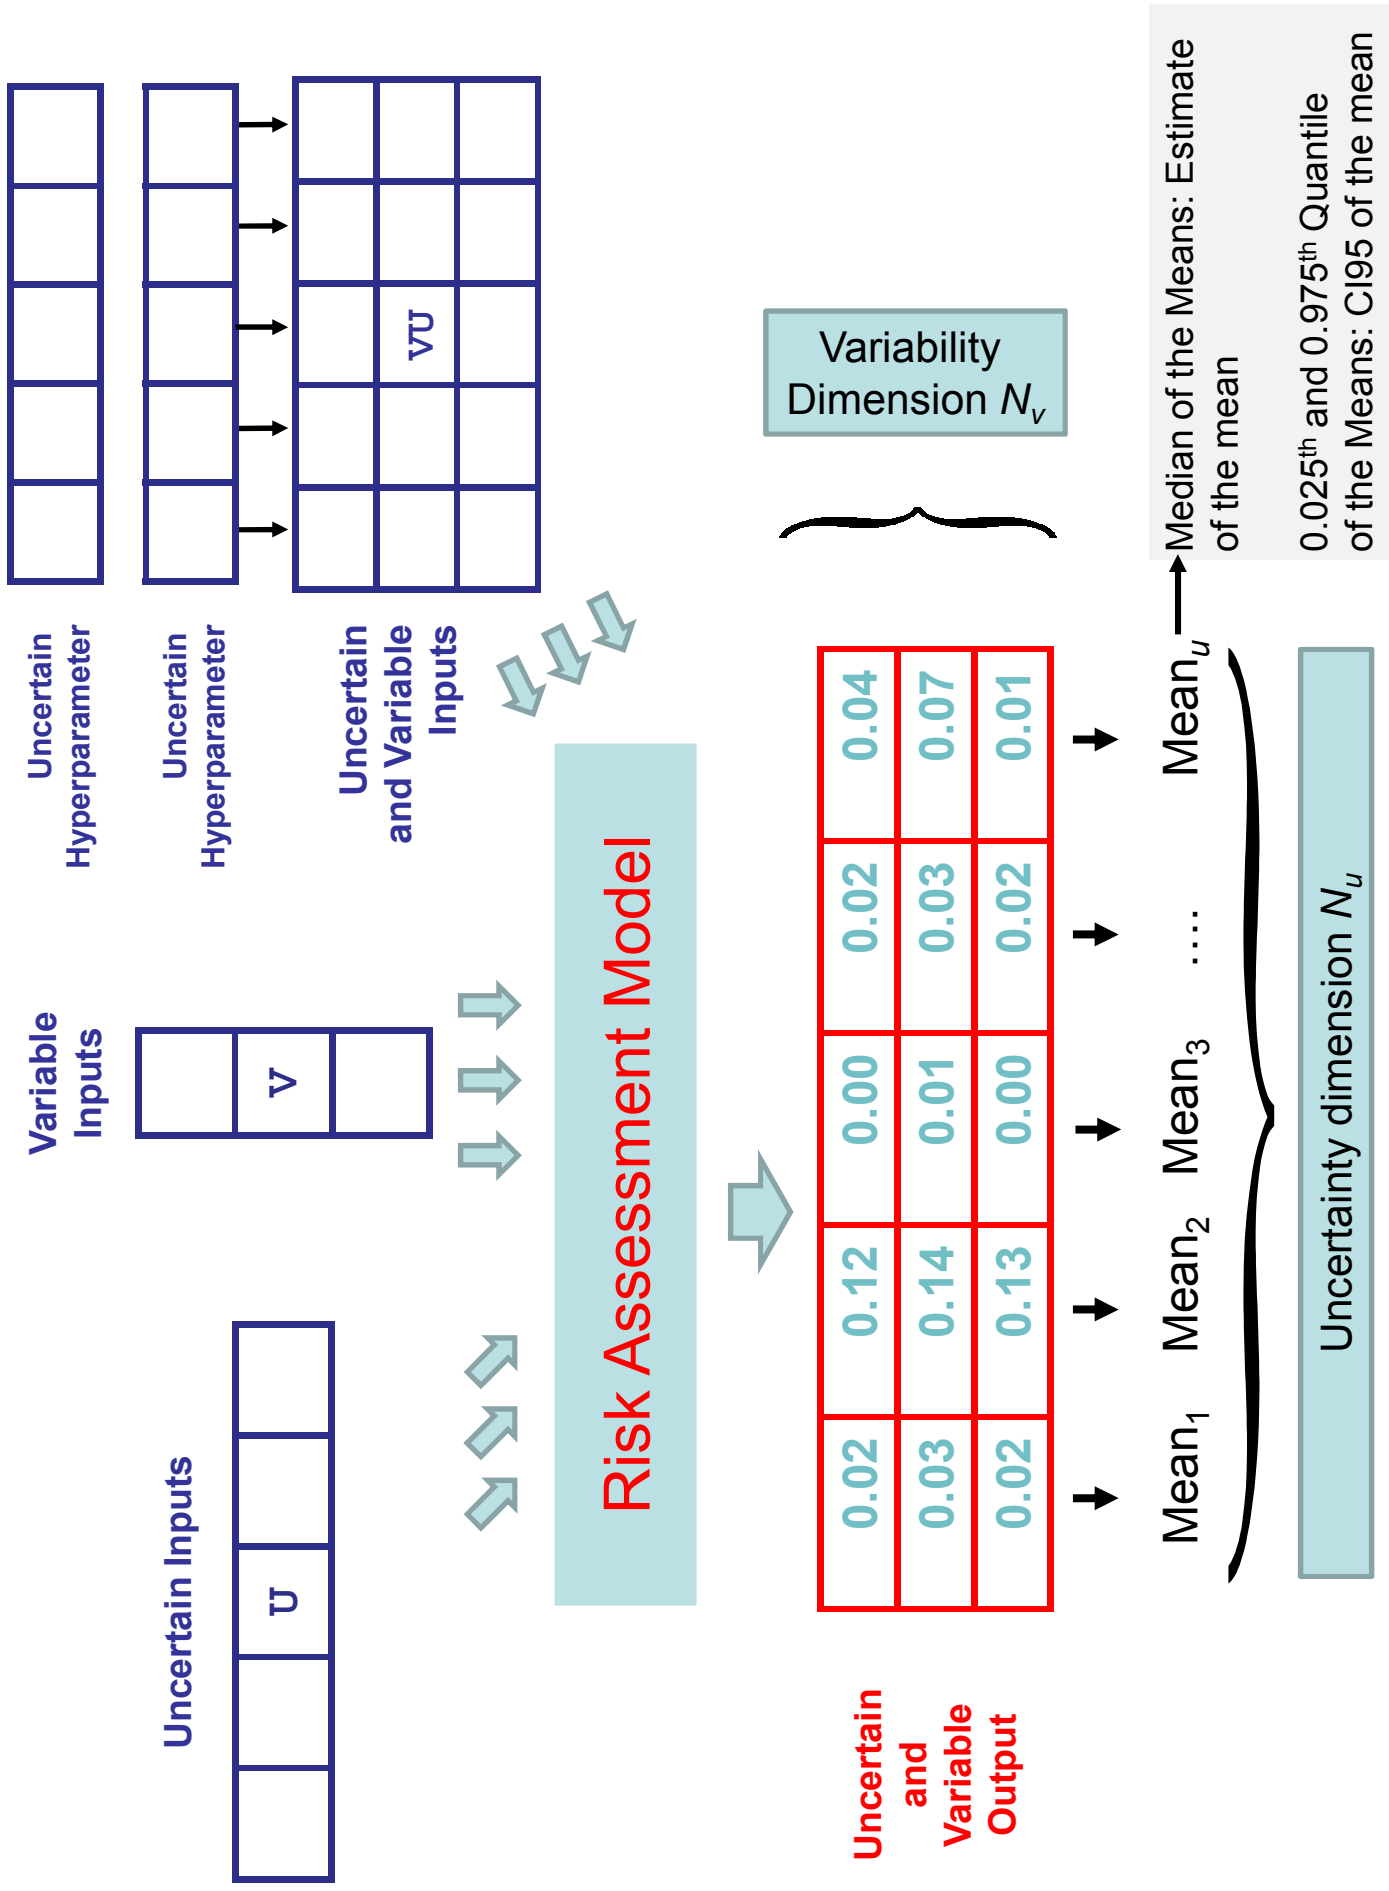 Uncertain Inputs
U
Variable
Inputs
V
Uncertain
Hyperparameter
Uncertain
Hyperparameter
Uncertain
and Variable
Inputs
VU
Risk Assessment Model
Uncertain
and
Variable
Output
0.02 0.12 0.00 0.02 0.04
0.03 0.14 0.01 0.03 0.07
0.02 0.13 0.00 0.02 0.01
Variability
Dimension Nv
Mean1 Mean2 Mean3 .... Meanu
Median of the Means: Estimate
of the mean
0.025th and 0.975th Quantile
of the Means: CI95 of the mean
Uncertainty dimension Nu